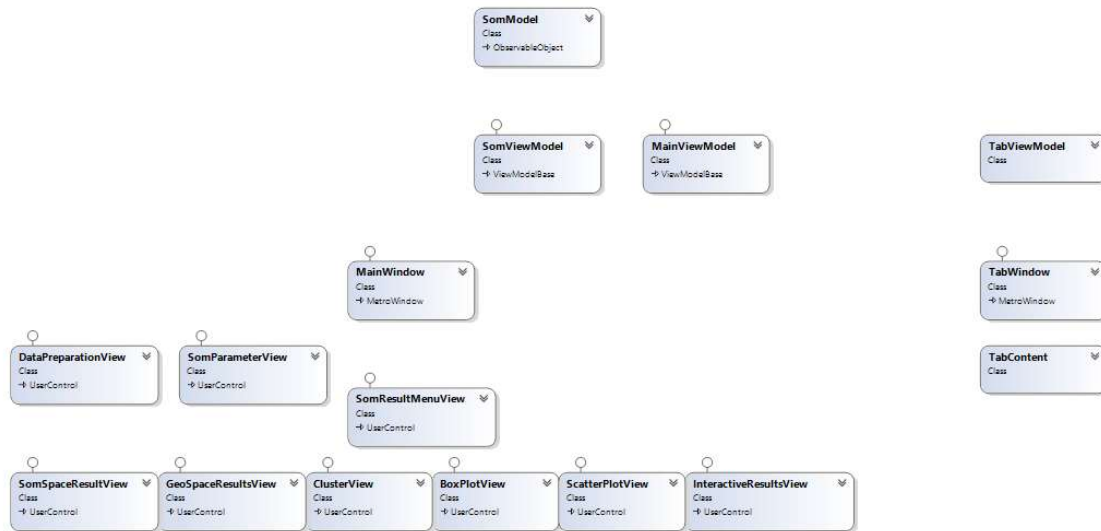 SomModel
Class
ObservableObject
SomViewModel
Class
ViewModelBase
MainViewModel
Class
ViewModelBase
TabViewModel
Class
MainWindow
Class
MetroWindow
TabWindow
Class
MetroWindow
DataPreparationView
Class
UserControl
SomParameterView
Class
UserControl
TabContent
Class
SomResultMenuView
Class
UserControl
SomSpaceResultView
Class
UserControl
GeoSpaceResultsView
Class
UserControl
ClusterView
Class
UserControl
BoxPlotView
Class
UserControl
ScatterPlotView
Class
UserControl
InteractiveResultsView
Class
UserControl